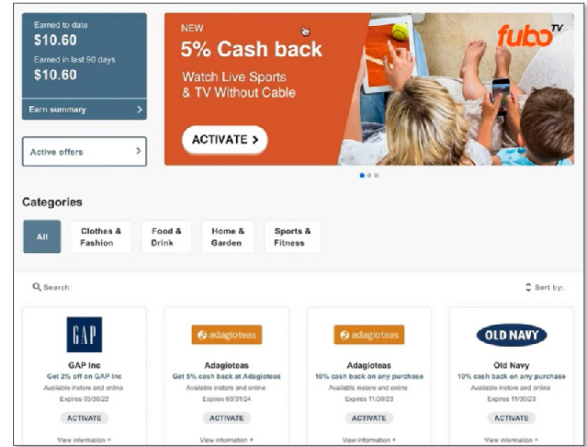 Earned to date
$10.60
Earned in last 90 days
$10.60
Earn summary >
Active offers >
NEW
5% Cash back
Watch Live Sports
& TV Without Cable
ACTIVATE >
fubo TV
Categories
All
Clothes &
Fashion
Food &
Drink
Home &
Garden
Sports &
Fitness
Search:
Sort by:
GAP
GAP Inc
Get 2% off on GAP Inc
Available instore and online
Expires 03/30/22
ACTIVATE
View information +
adagioteas
Adagioteas
Get 5% cash back at Adagioteas
Available instore and online
Expires 03/31/24
ACTIVATE
View information +
adagioteas
Adagioteas
10% cash back on any purchase
Available instore and online
Expires 11/30/23
ACTIVATE
View information +
OLD NAVY
Old Navy
10% cash back on any purchase
Available instore and online
Expires 11/30/23
ACTIVATE
View information +